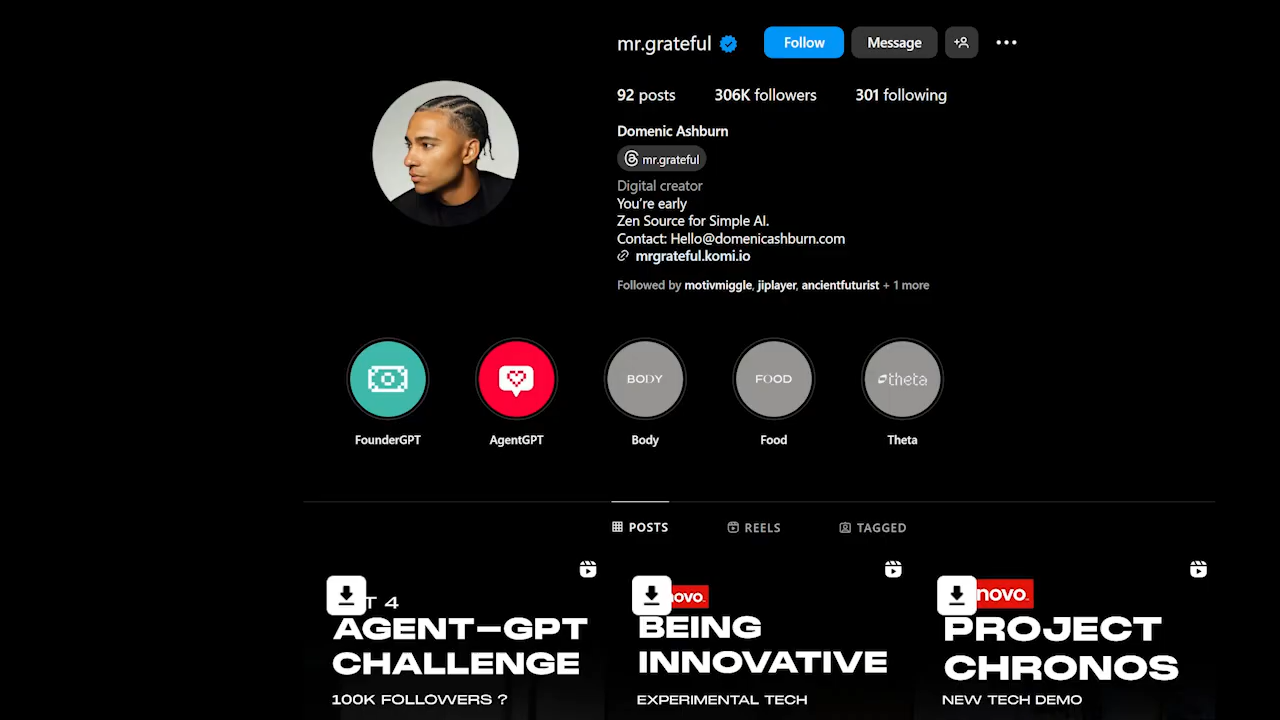 mr.grateful
Follow
Message
92 posts
306K followers
301 following
Domenic Ashburn
mr.grateful
Digital creator
You're early
Zen Source for Simple AI.
Contact: Hello@domenicashburn.com
mrgrateful.komi.io
Followed by motivmiggle, jiplayer, ancientfuturist + 1 more
BODY
FOOD
theta
FounderGPT
AgentGPT
Body
Food
Theta
POSTS
REELS
TAGGED
T 4
AGENT-GPT
CHALLENGE
100K FOLLOWERS ?
ovo.
BEING
INNOVATIVE
EXPERIMENTAL TECH
novo.
PROJECT
CHRONOS
NEW TECH DEMO